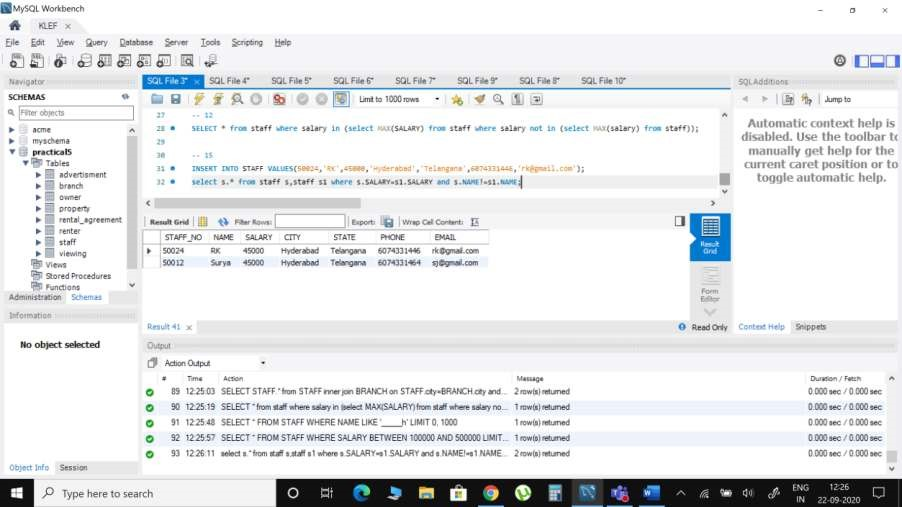 MySQL Workbench
KLEF
File Edit View Query Database Server Tools Scripting Help
Navigator
SCHEMAS
Filter objects
acme
myschema
practical5
Tables
advertisment
branch
owner
property
rental_agreement
renter
staff
viewing
Views
Stored Procedures
Functions
Administration Schemas
Information
No object selected
Object Info Session
SQL File 3* SQL File 4* SQL File 5* SQL File 6* SQL File 7* SQL File 9* SQL File 8* SQL File 10*
Limit to 1000 rows
27 -- 12
28 SELECT * from staff where salary in (select MAX(SALARY) from staff where salary not in (select MAX(salary) from staff));
29
30 -- 15
31 INSERT INTO STAFF VALUES(50024,'RK',45000,'Hyderabad','Telangana',6074331446,'rk@gmail.com');
32 select s.* from staff s,staff s1 where s.SALARY=s1.SALARY and s.NAME!=s1.NAME;
Result Grid Filter Rows: Export: Wrap Cell Content:
STAFF_NO NAME SALARY CITY STATE PHONE EMAIL
50024 RK 45000 Hyderabad Telangana 6074331446 rk@gmail.com
50012 Surya 45000 Hyderabad Telangana 6074331464 sj@gmail.com
Result Grid
Form Editor
Result 41
Read Only
SQLAdditions
Jump to
Automatic context help is
disabled. Use the toolbar to
manually get help for the
current caret position or to
toggle automatic help.
Context Help Snippets
Output
Action Output
# Time Action Message Duration / Fetch
89 12:25:03 SELECT STAFF.* from STAFF inner join BRANCH on STAFF.city=BRANCH.city and... 2 row(s) returned 0.000 sec / 0.000 sec
90 12:25:19 SELECT * from staff where salary in (select MAX(SALARY) from staff where salary no... 1 row(s) returned 0.000 sec / 0.000 sec
91 12:25:48 SELECT * FROM STAFF WHERE NAME LIKE '_____h' LIMIT 0, 1000 1 row(s) returned 0.000 sec / 0.000 sec
92 12:25:57 SELECT * FROM STAFF WHERE SALARY BETWEEN 100000 AND 500000 LIMIT... 1 row(s) returned 0.000 sec / 0.000 sec
93 12:26:11 select s.* from staff s,staff s1 where s.SALARY=s1.SALARY and s.NAME!=s1.NAME... 2 row(s) returned 0.000 sec / 0.000 sec
Type here to search
ENG
IN
12:26
22-09-2020